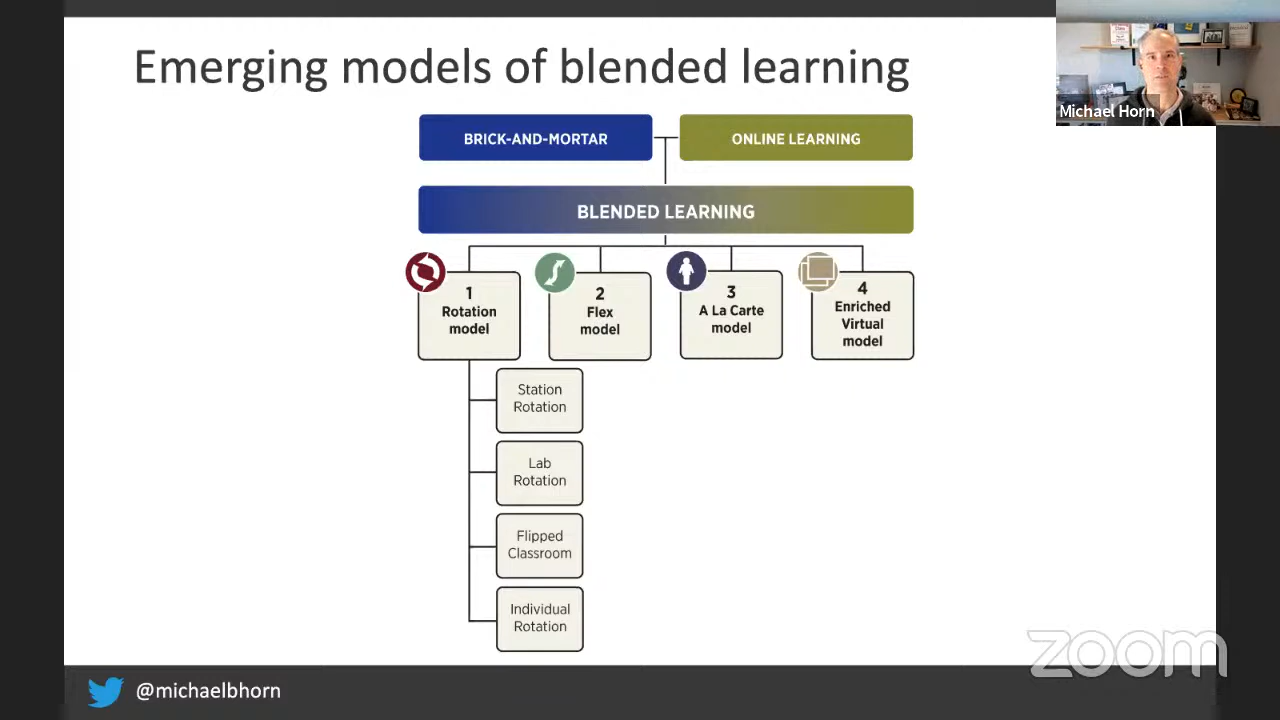 Emerging models of blended learning
Michael Horn
BRICK-AND-MORTAR
ONLINE LEARNING
BLENDED LEARNING
1
Rotation
model
2
Flex
model
3
A La Carte
model
4
Enriched
Virtual
model
Station
Rotation
Lab
Rotation
Flipped
Classroom
Individual
Rotation
zoom
@michaelbhorn